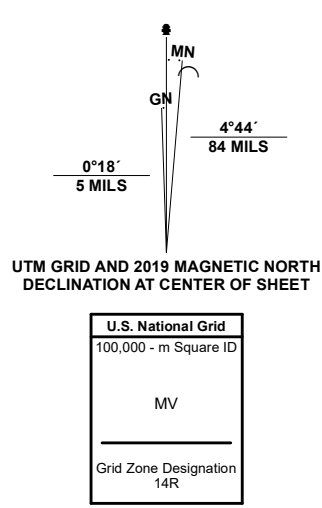 MN
GN
4°44´
84 MILS
0°18´
5 MILS
UTM GRID AND 2019 MAGNETIC NORTH
DECLINATION AT CENTER OF SHEET
U.S. National Grid
100,000 - m Square ID
MV
Grid Zone Designation
14R